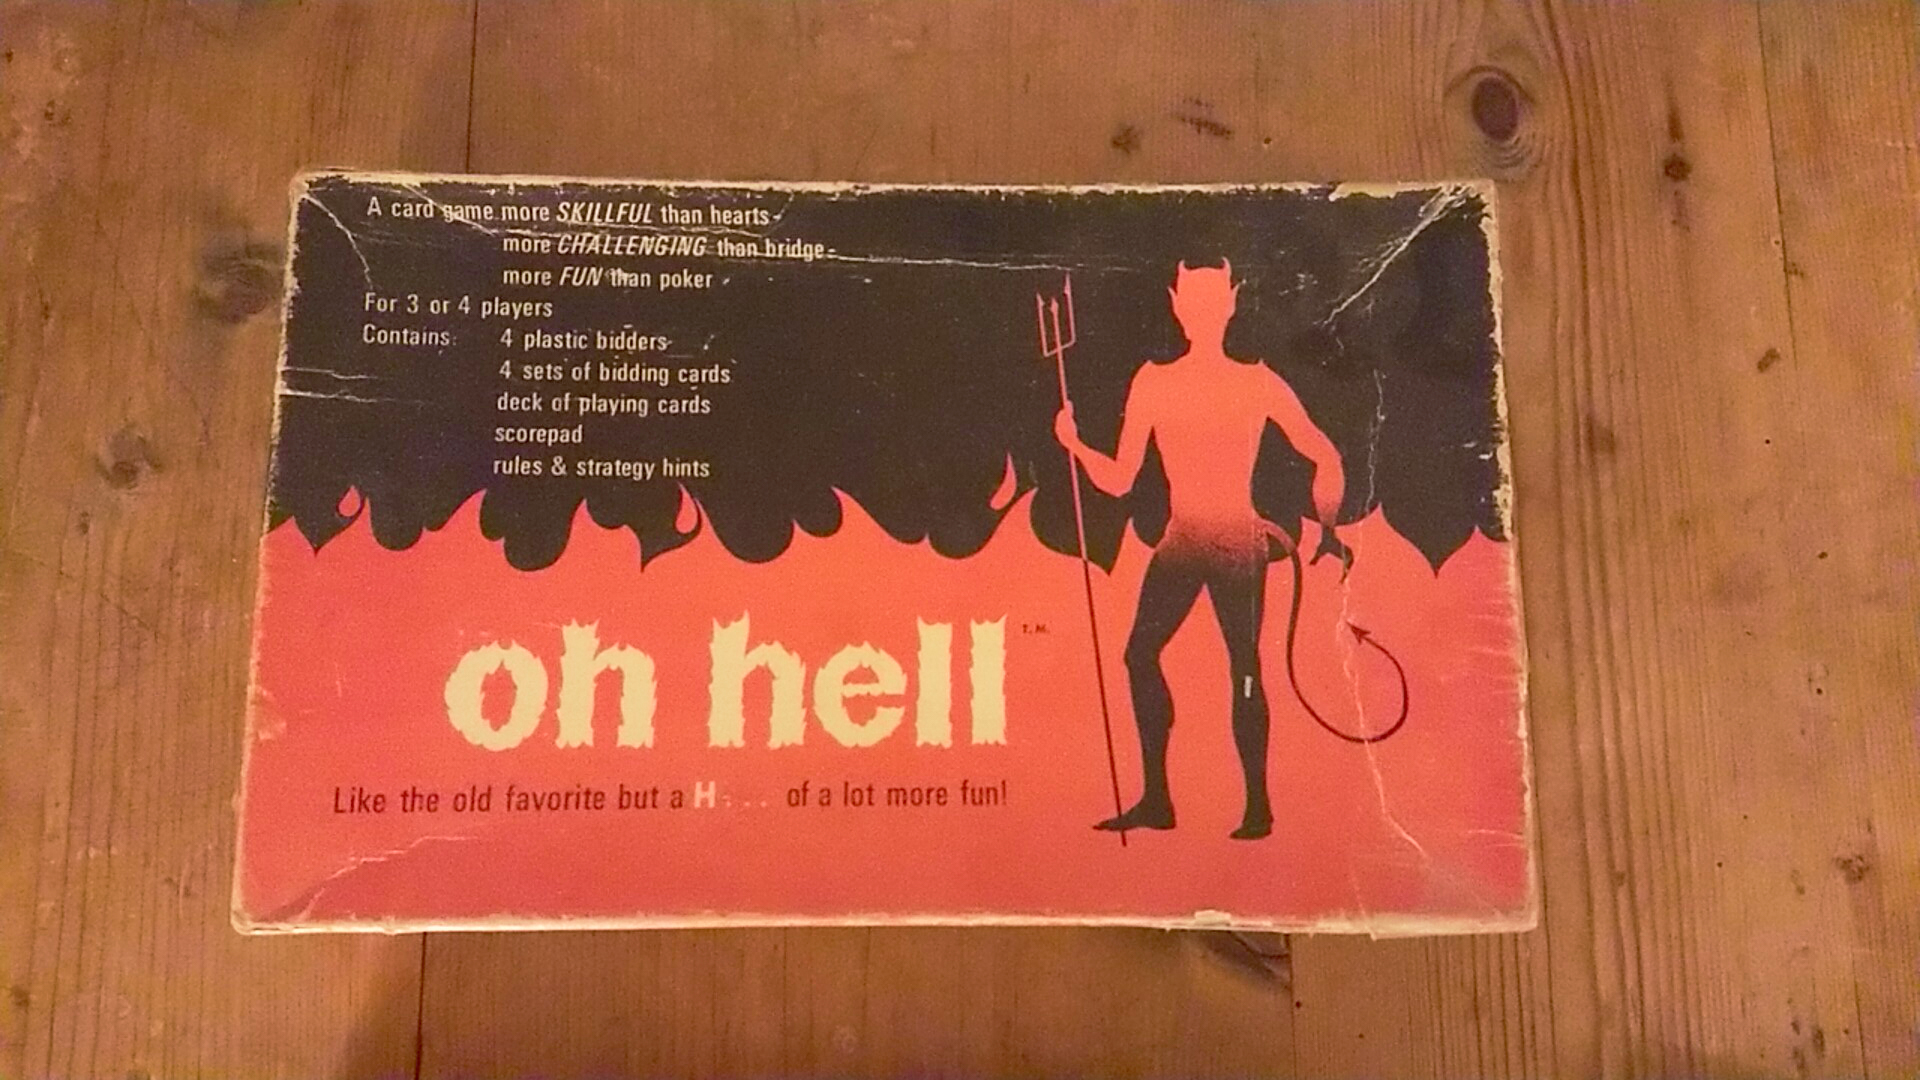 A card game more SKILLFUL than hearts-
more CHALLENGING than bridge-
more FUN than poker
For 3 or 4 players
Contains: 4 plastic bidders
4 sets of bidding cards
deck of playing cards
scorepad
rules & strategy hints
oh hell T.M.
Like the old favorite but a H... of a lot more fun!